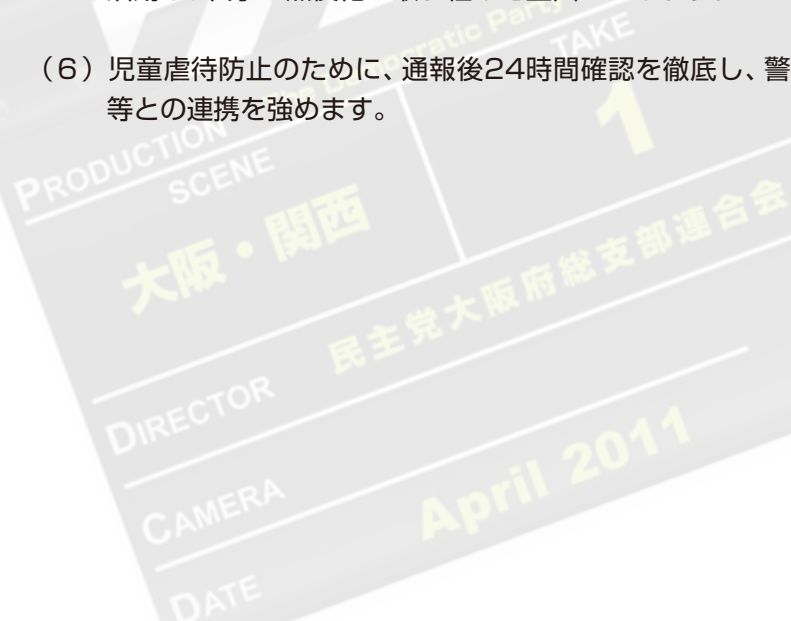 （6）児童虐待防止のために、通報後24時間確認を徹底し、警
等との連携を強めます。
The Democratic Party
TAKE
PRODUCTION
1
SCENE
大阪・関西
民主党大阪府総支部連合会
DIRECTOR
CAMERA
April 2011
DATE